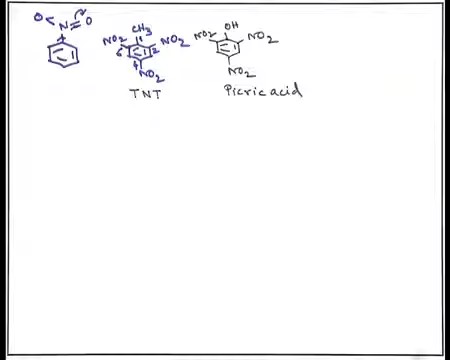 O N O
NO2 CH3 NO2 6 1 2 4 NO2
NO2 OH NO2 NO2
TNT Picric acid